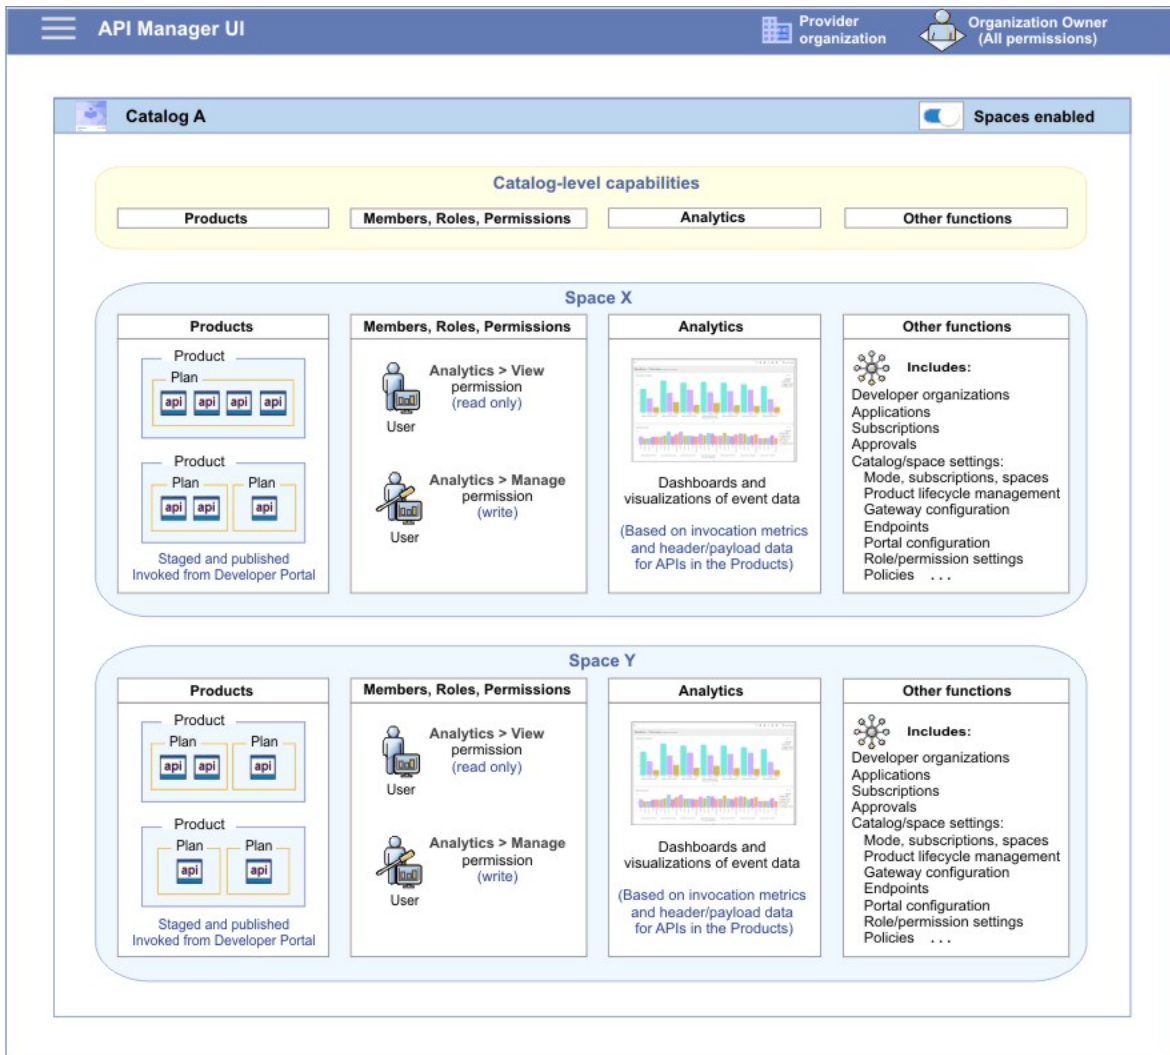 API Manager UI
Provider
organization
Organization Owner
(All permissions)
Catalog A
Spaces enabled
Catalog-level capabilities
Products
Members, Roles, Permissions
Analytics
Other functions
Space X
Products
Product
Plan
api api api api
Product
Plan Plan
api api api
Staged and published
Invoked from Developer Portal
Members, Roles, Permissions
Analytics > View
permission
(read only)
User
Analytics > Manage
permission
(write)
User
Analytics
Dashboards and
visualizations of event data
(Based on invocation metrics
and header/payload data
for APIs in the Products)
Other functions
Includes:
Developer organizations
Applications
Subscriptions
Approvals
Catalog/space settings:
Mode, subscriptions, spaces
Product lifecycle management
Gateway configuration
Endpoints
Portal configuration
Role/permission settings
Policies . . .
Space Y
Products
Product
Plan Plan
api api api
Product
Plan Plan
api api
Staged and published
Invoked from Developer Portal
Members, Roles, Permissions
Analytics > View
permission
(read only)
User
Analytics > Manage
permission
(write)
User
Analytics
Dashboards and
visualizations of event data
(Based on invocation metrics
and header/payload data
for APIs in the Products)
Other functions
Includes:
Developer organizations
Applications
Subscriptions
Approvals
Catalog/space settings:
Mode, subscriptions, spaces
Product lifecycle management
Gateway configuration
Endpoints
Portal configuration
Role/permission settings
Policies . . .